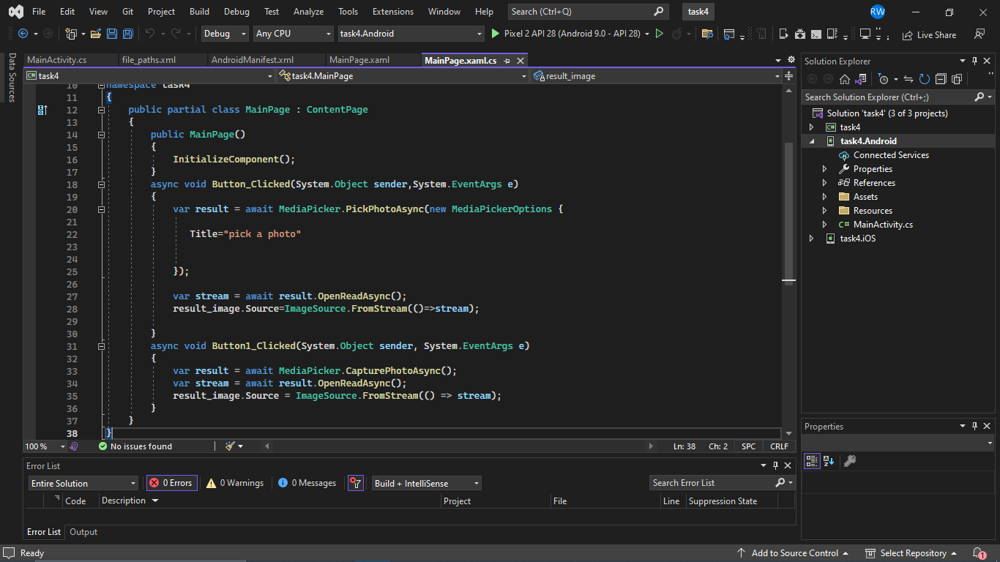 File Edit View Git Project Build Debug Test Analyze Tools Extensions Window Help Search (Ctrl+Q) task4 RW
Debug Any CPU task4.Android Pixel 2 API 28 (Android 9.0 - API 28) Live Share
Data Sources
MainActivity.cs file_paths.xml AndroidManifest.xml MainPage.xaml MainPage.xaml.cs
C# task4 task4.MainPage result_image
10 namespace task4
11 {
12 public partial class MainPage : ContentPage
13 {
14 public MainPage()
15 {
16 InitializeComponent();
17 }
18 async void Button_Clicked(System.Object sender,System.EventArgs e)
19 {
20 var result = await MediaPicker.PickPhotoAsync(new MediaPickerOptions {
21
22 Title="pick a photo"
23
24
25 });
26
27 var stream = await result.OpenReadAsync();
28 result_image.Source=ImageSource.FromStream(()=>stream);
29
30 }
31 async void Button1_Clicked(System.Object sender, System.EventArgs e)
32 {
33 var result = await MediaPicker.CapturePhotoAsync();
34 var stream = await result.OpenReadAsync();
35 result_image.Source = ImageSource.FromStream(() => stream);
36 }
37 }
38 }
100 % No issues found Ln: 38 Ch: 2 SPC CRLF
Error List
Entire Solution 0 Errors 0 Warnings 0 Messages Build + IntelliSense Search Error List
Code Description Project File Line Suppression State
Error List Output
Solution Explorer
Search Solution Explorer (Ctrl+;)
Solution 'task4' (3 of 3 projects)
C# task4
task4.Android
Connected Services
Properties
References
Assets
Resources
C# MainActivity.cs
task4.iOS
Properties
Ready Add to Source Control Select Repository 1